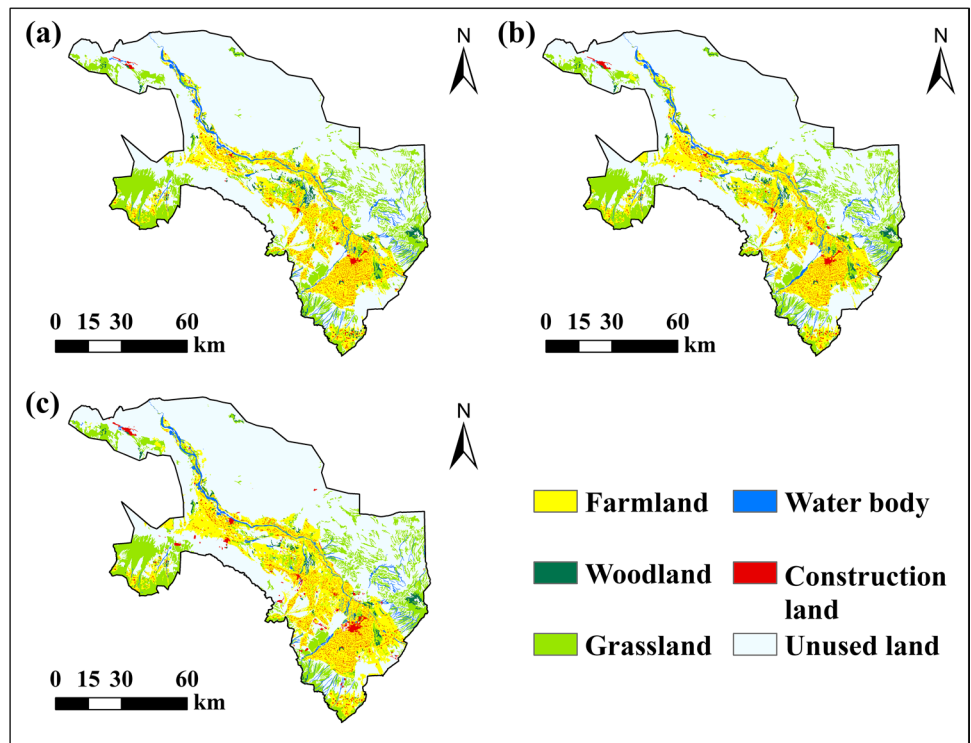 (a)
N
0 15 30 60
km
(b)
N
0 15 30 60
km
(c)
N
0 15 30 60
km
Farmland
Water body
Woodland
Construction
land
Grassland
Unused land